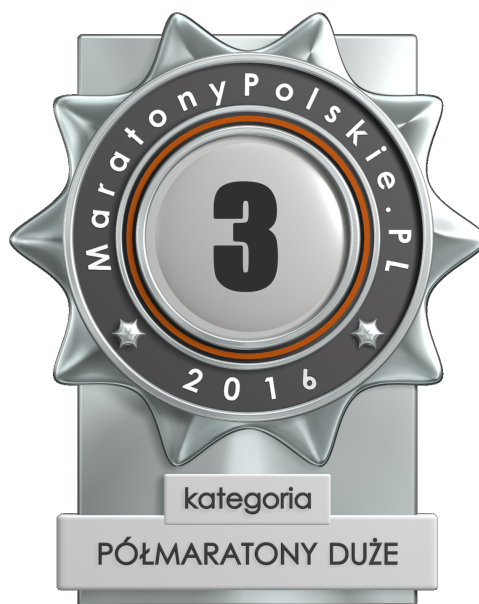 MaratonyPolskie.PL
3
2016
kategoria
PÓŁMARATONY DUŻE